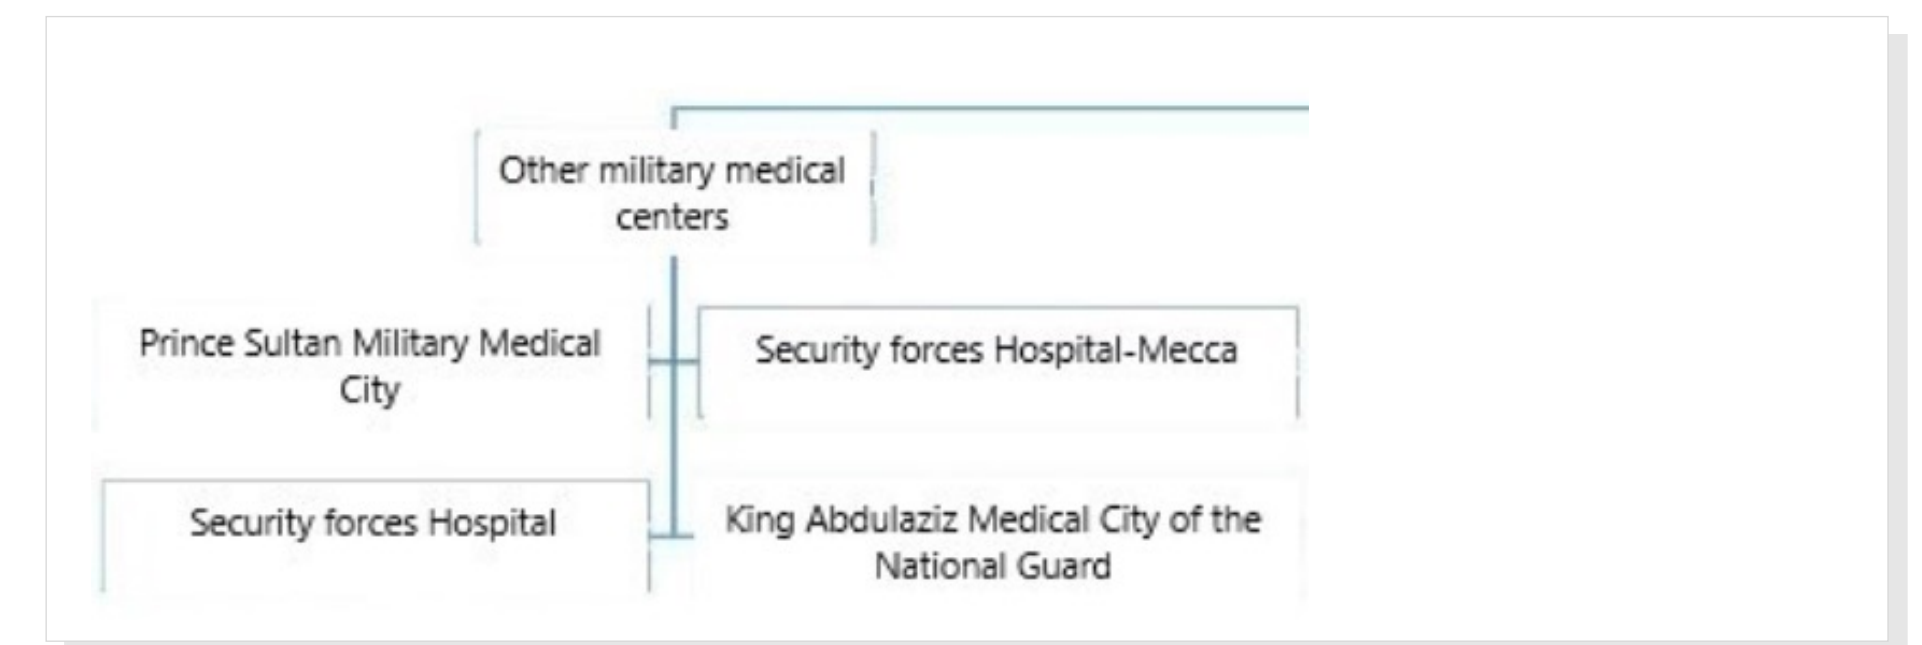 Other military medical
centers
Prince Sultan Military Medical
City
Security forces Hospital-Mecca
Security forces Hospital
King Abdulaziz Medical City of the
National Guard